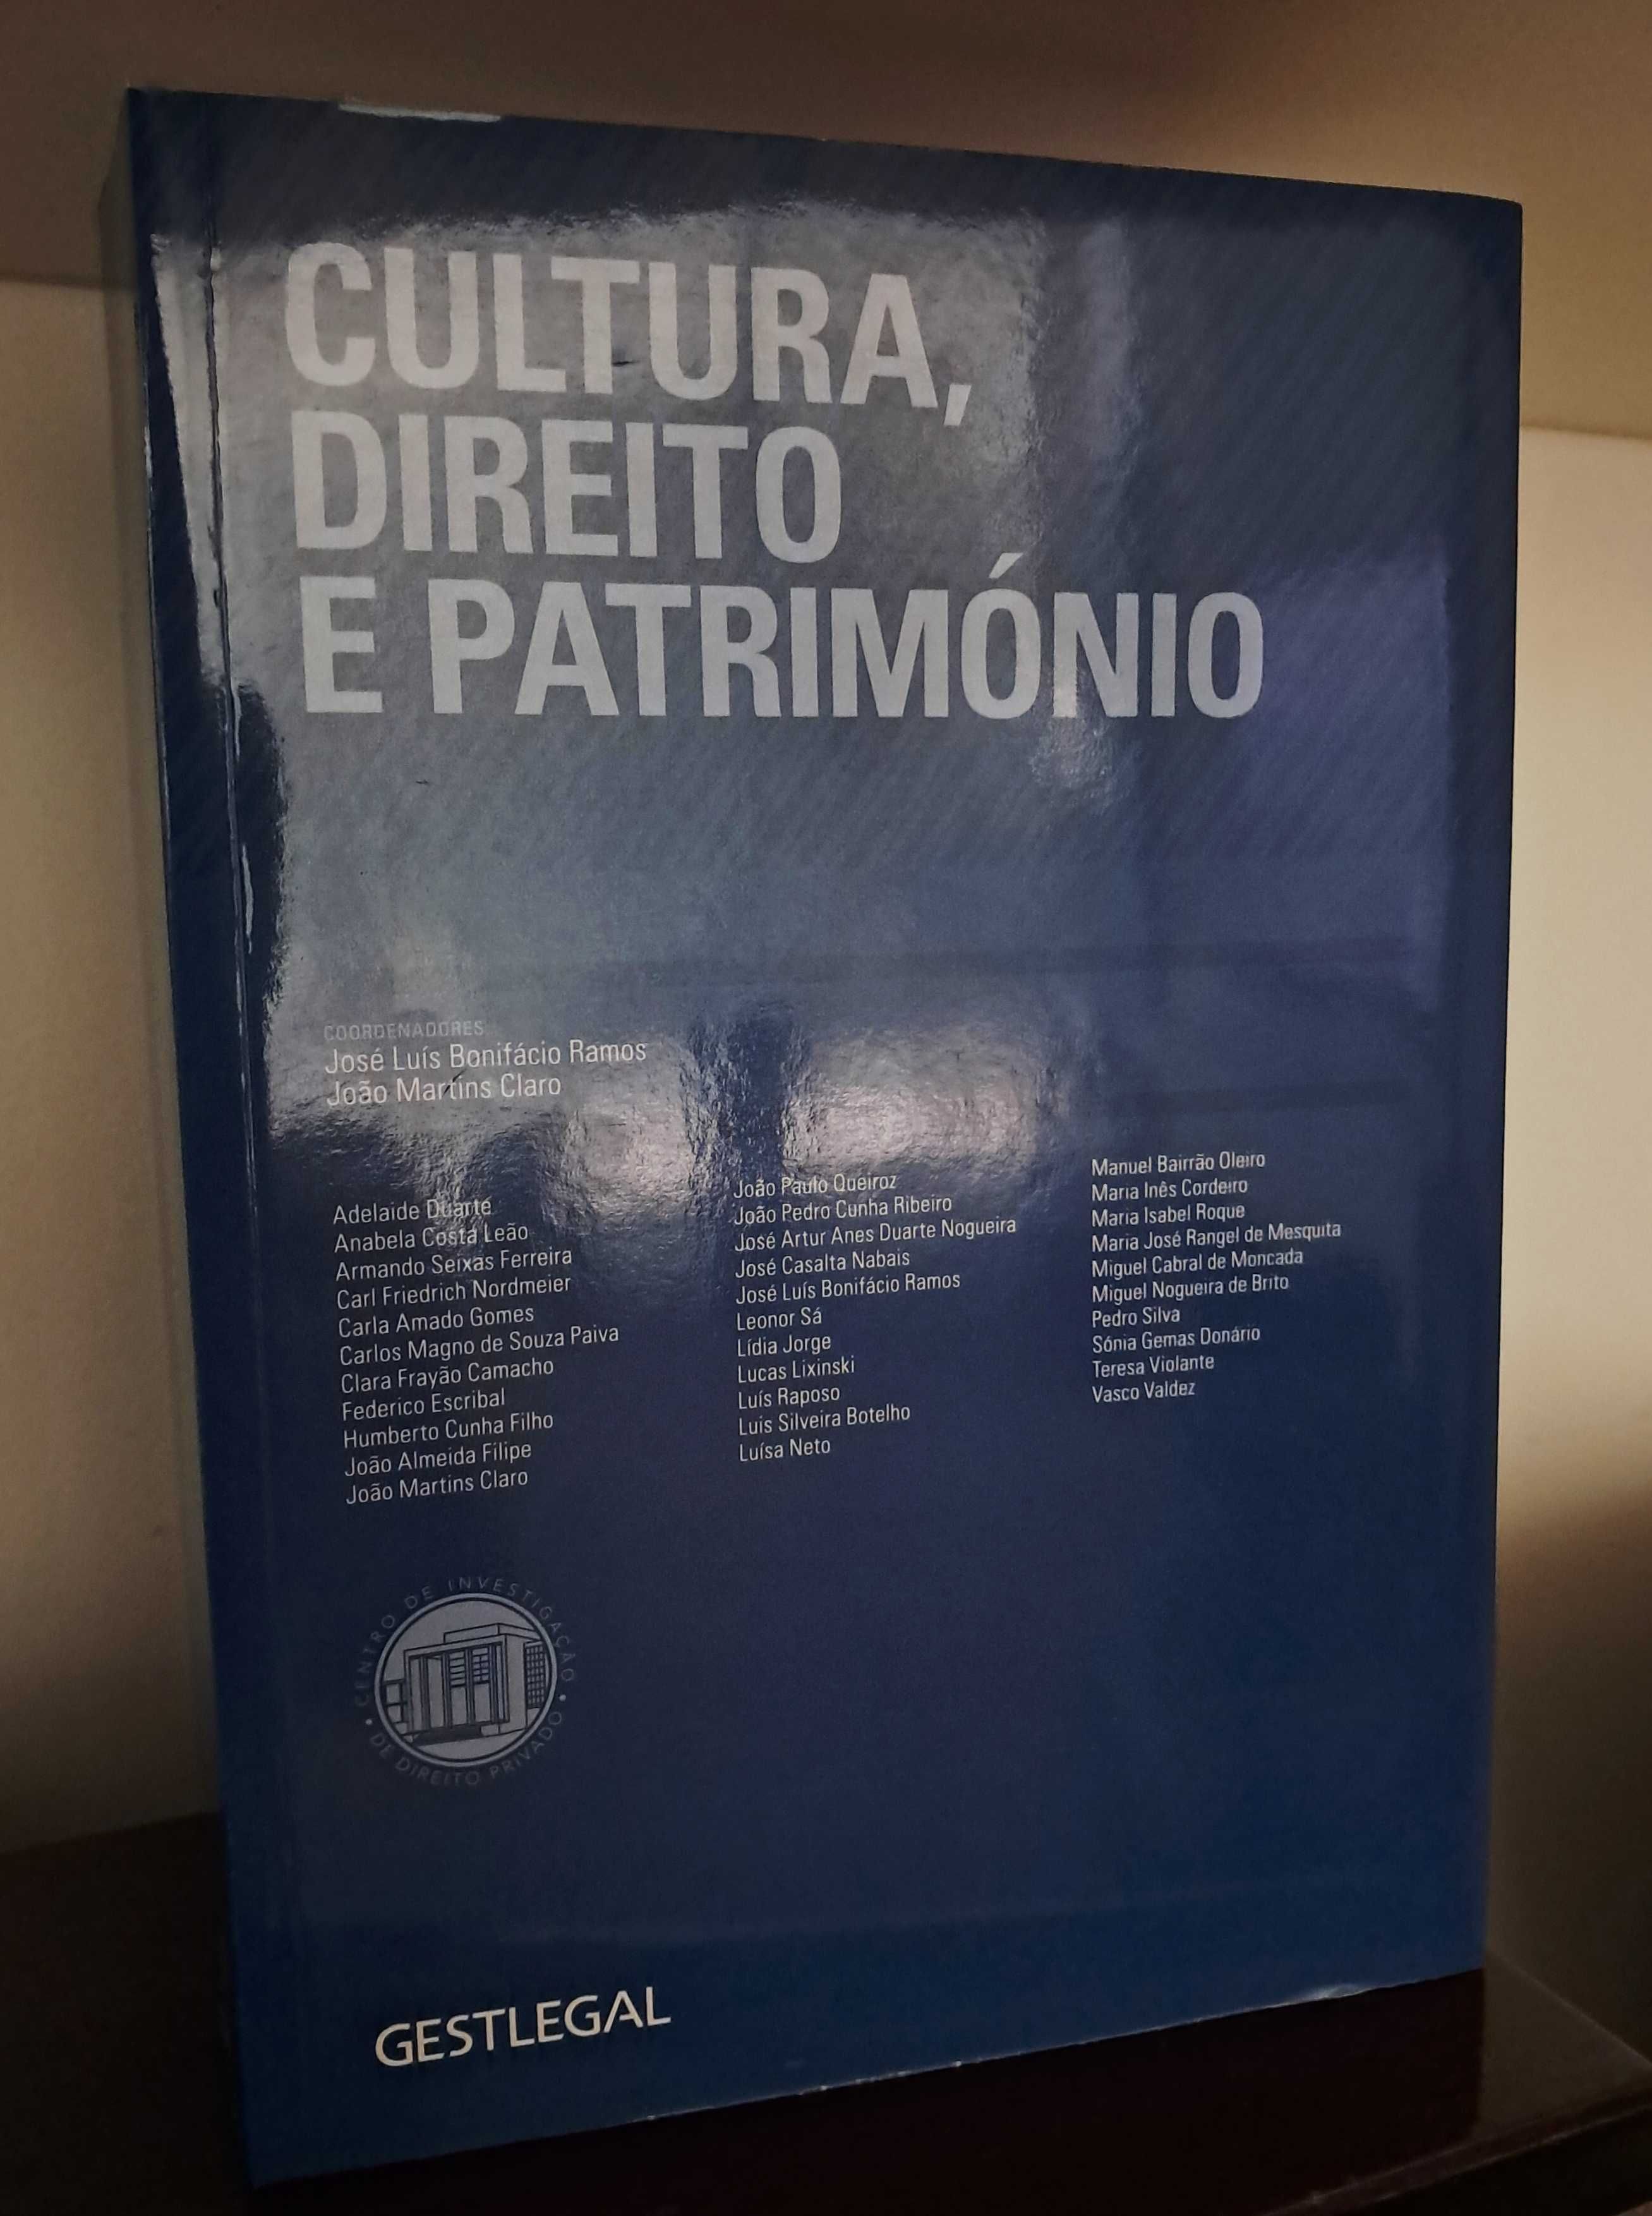 CULTURA,
DIREITO
E PATRIMÓNIO
COORDENADORES
José Luís Bonifácio Ramos
João Martins Claro
Adelaide Duarte
Anabela Costa Leão
Armando Seixas Ferreira
Carl Friedrich Nordmeier
Carla Amado Gomes
Carlos Magno de Souza Paiva
Clara Frayão Camacho
Federico Escribal
Humberto Cunha Filho
João Almeida Filipe
João Martins Claro
João Paulo Queiroz
João Pedro Cunha Ribeiro
José Artur Anes Duarte Nogueira
José Casalta Nabais
José Luís Bonifácio Ramos
Leonor Sá
Lídia Jorge
Lucas Lixinski
Luís Raposo
Luis Silveira Botelho
Luísa Neto
Manuel Bairrão Oleiro
Maria Inês Cordeiro
Maria Isabel Roque
Maria José Rangel de Mesquita
Miguel Cabral de Moncada
Miguel Nogueira de Brito
Pedro Silva
Sónia Gemas Donário
Teresa Violante
Vasco Valdez
CENTRO DE INVESTIGAÇÃO
• DE DIREITO PRIVADO •
GESTLEGAL